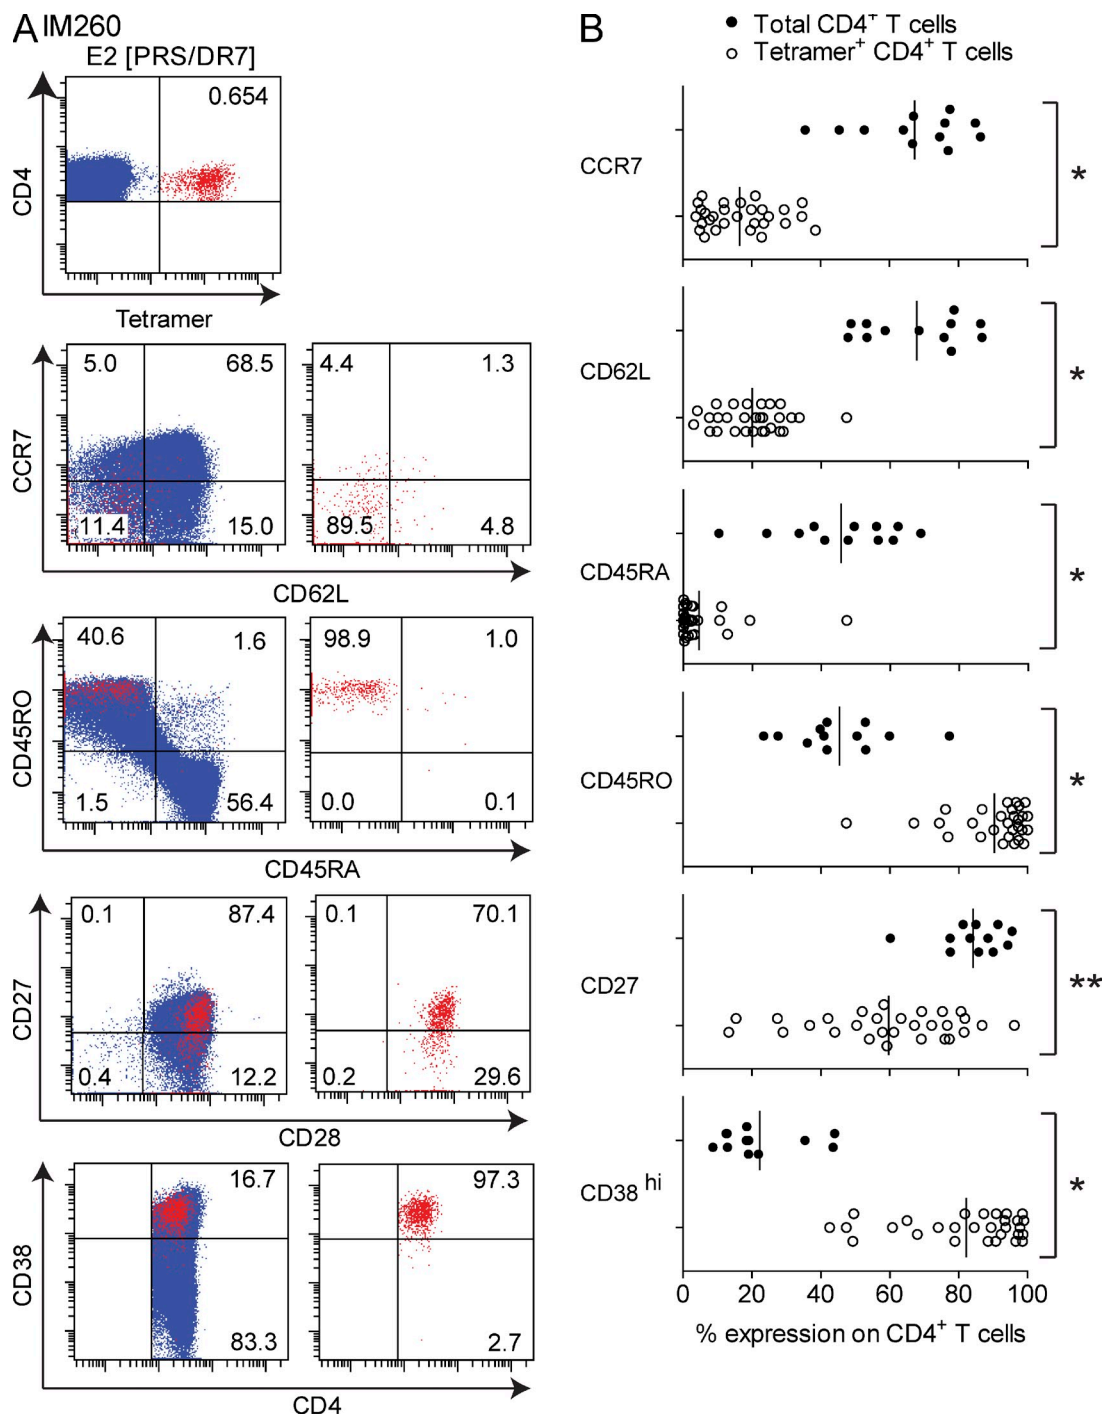 A IM260
E2 [PRS/DR7]
0.654
CD4
Tetramer
5.0 68.5
11.4 15.0
4.4 1.3
89.5 4.8
CCR7
CD62L
40.6 1.6
1.5 56.4
98.9 1.0
0.0 0.1
CD45RO
CD45RA
0.1 87.4
0.4 12.2
0.1 70.1
0.2 29.6
CD27
CD28
16.7
83.3
97.3
2.7
CD38
CD4
B
● Total CD4⁺ T cells
○ Tetramer⁺ CD4⁺ T cells
CCR7 *
CD62L *
CD45RA *
CD45RO *
CD27 **
CD38 hi *
0 20 40 60 80 100
% expression on CD4⁺ T cells